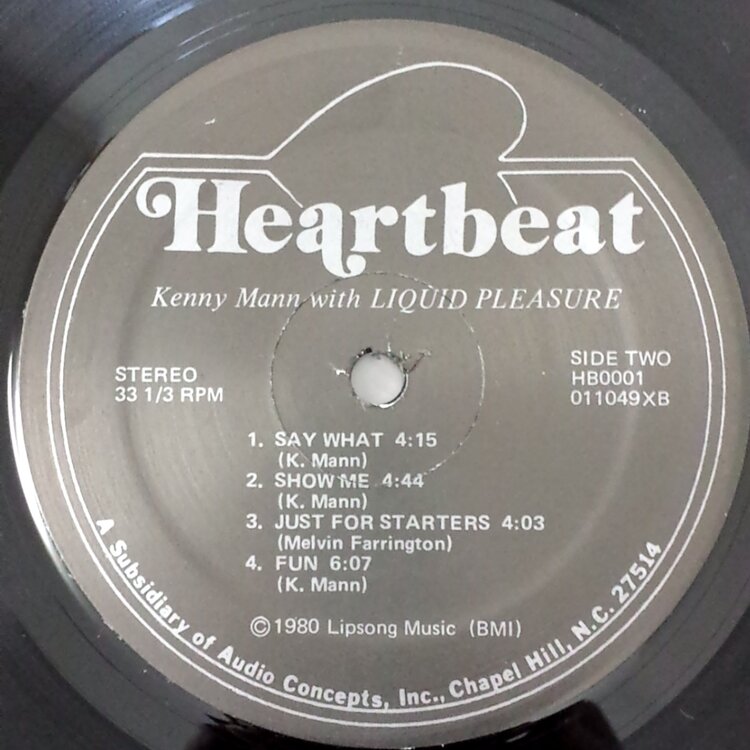 Heartbeat
Kenny Mann with LIQUID PLEASURE
STEREO
33 1/3 RPM
SIDE TWO
HB0001
011049XB
1. SAY WHAT 4:15
(K. Mann)
2. SHOW ME 4:44
(K. Mann)
3. JUST FOR STARTERS 4:03
(Melvin Farrington)
4. FUN 6:07
(K. Mann)
©1980 Lipsong Music (BMI)
A Subsidiary of Audio Concepts, Inc., Chapel Hill, N.C. 27514